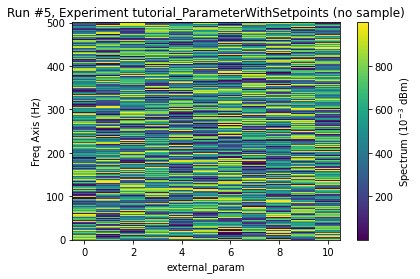 Run #5, Experiment tutorial_ParameterWithSetpoints (no sample)
500
400
300
200
100
0
Freq Axis (Hz)
0 2 4 6 8 10
external_param
800
600
400
200
Spectrum (10⁻³ dBm)